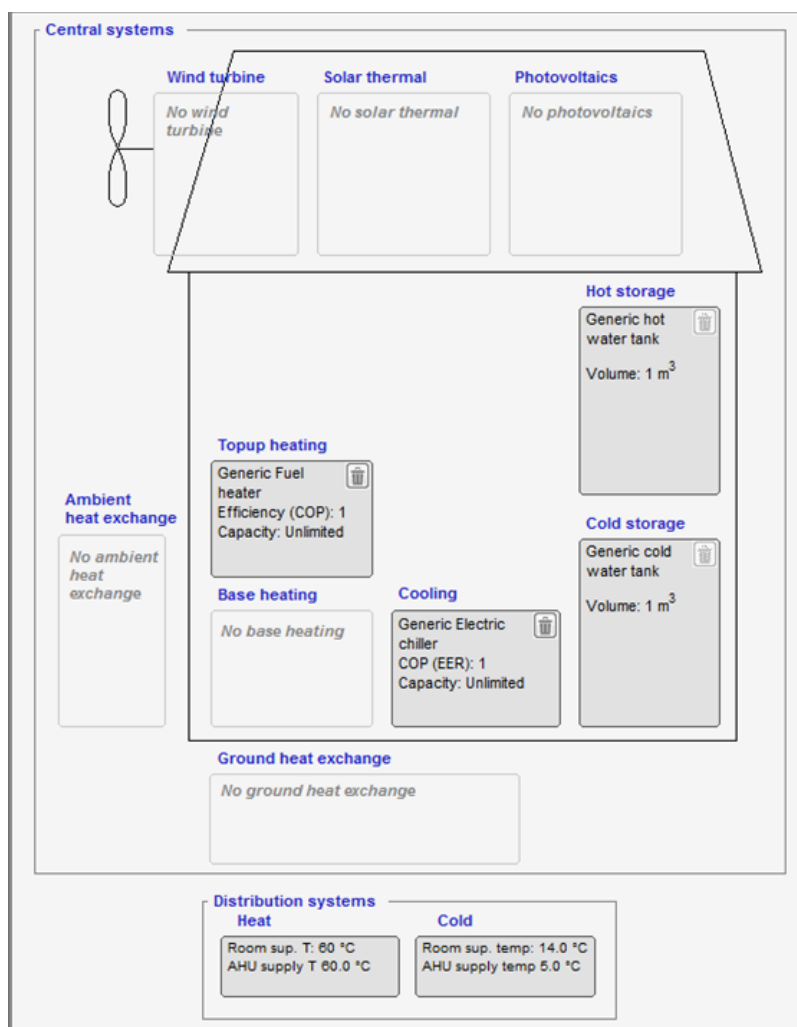 Central systems
Wind turbine
Solar thermal
Photovoltaics
No wind
turbine
No solar thermal
No photovoltaics
Hot storage
Generic hot
water tank
Volume: 1 m3
Topup heating
Generic Fuel
heater
Efficiency (COP): 1
Capacity: Unlimited
Ambient
heat exchange
No ambient
heat
exchange
Cold storage
Generic cold
water tank
Volume: 1 m3
Base heating
No base heating
Cooling
Generic Electric
chiller
COP (EER): 1
Capacity: Unlimited
Ground heat exchange
No ground heat exchange
Distribution systems
Heat
Room sup. T: 60 °C
AHU supply T 60.0 °C
Cold
Room sup. temp: 14.0 °C
AHU supply temp 5.0 °C